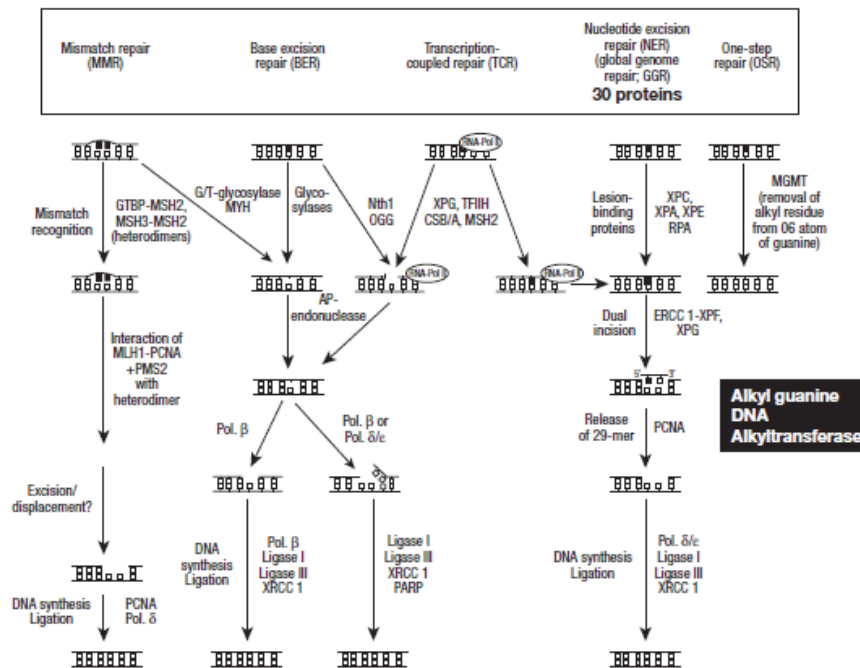 Mismatch repair
(MMR)
Base excision
repair (BER)
Transcription-
coupled repair (TCR)
Nucleotide excision
repair (NER)
(global genome
repair; GGR)
30 proteins
One-step
repair (OSR)
RNA-Pol II
Mismatch
recognition
GTBP-MSH2,
MSH3-MSH2
(heterodimers)
G/T-glycosylase
MYH
Glyco-
sylases
Nth1
OGG
XPG, TFIIH
CSB/A, MSH2
Lesion-
binding
proteins
XPC,
XPA, XPE
RPA
MGMT
(removal of
alkyl residue
from 06 atom
of guanine)
RNA-Pol II
RNA-Pol II
AP-
endonuclease
Interaction of
MLH1-PCNA
+PMS2
with
heterodimer
Dual
incision
ERCC 1-XPF,
XPG
5'
3'
Alkyl guanine
DNA
Alkyltransferase
Pol. β
Pol. β or
Pol. δ/ε
Release
of 29-mer
PCNA
Excision/
displacement?
DNA
synthesis
Ligation
Pol. β
Ligase I
Ligase III
XRCC 1
Ligase I
Ligase III
XRCC 1
PARP
DNA synthesis
Ligation
Pol. δ/ε
Ligase I
Ligase III
XRCC 1
DNA synthesis
Ligation
PCNA
Pol. δ